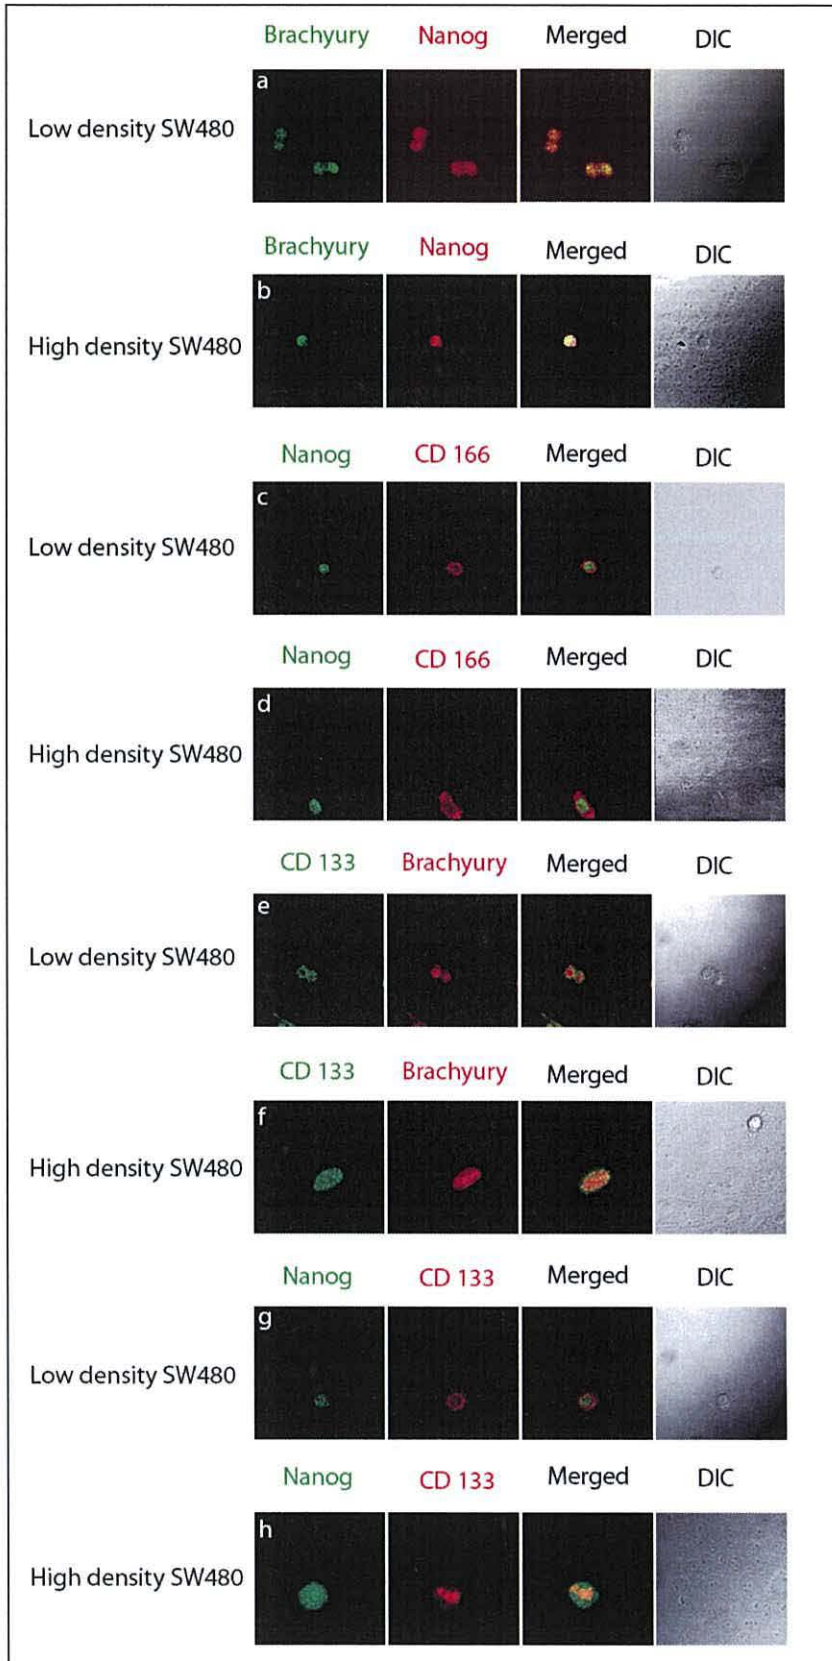 Brachyury Nanog Merged DIC
a
Low density SW480
Brachyury Nanog Merged DIC
b
High density SW480
Nanog CD 166 Merged DIC
c
Low density SW480
Nanog CD 166 Merged DIC
d
High density SW480
CD 133 Brachyury Merged DIC
e
Low density SW480
CD 133 Brachyury Merged DIC
f
High density SW480
Nanog CD 133 Merged DIC
g
Low density SW480
Nanog CD 133 Merged DIC
h
High density SW480